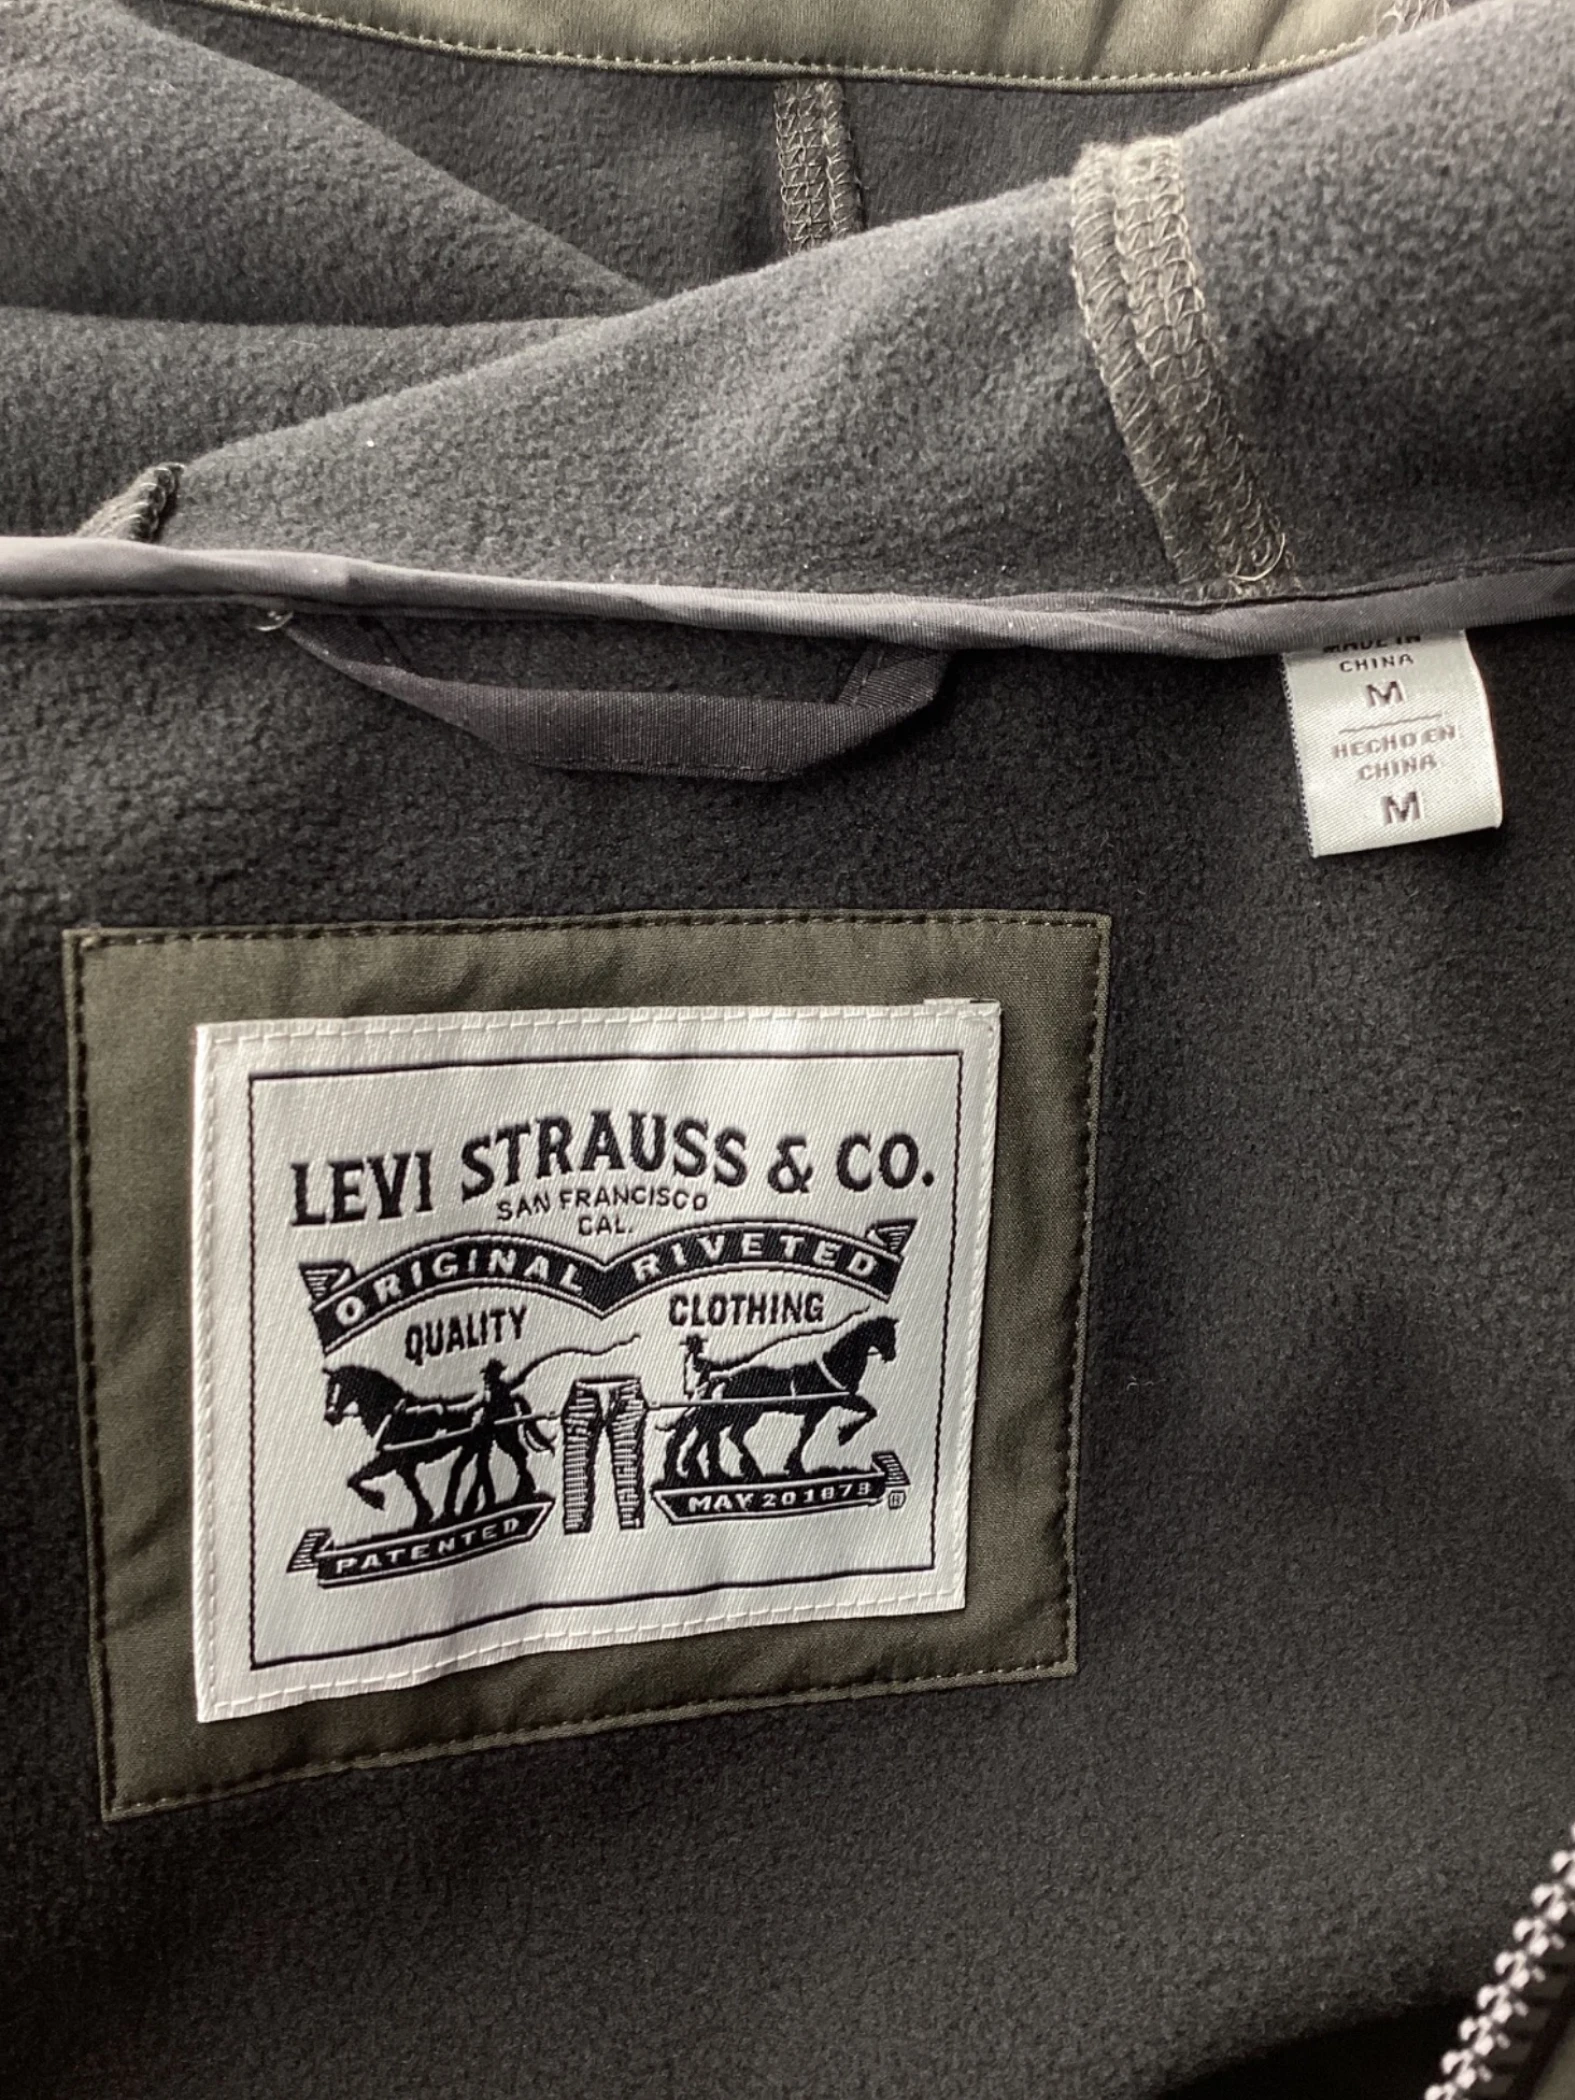 MADE IN
CHINA
M
HECHO EN
CHINA
M
LEVI STRAUSS & CO.
SAN FRANCISCO
CAL.
ORIGINAL RIVETED
QUALITY CLOTHING
PATENTED MAY 20 1873 ®